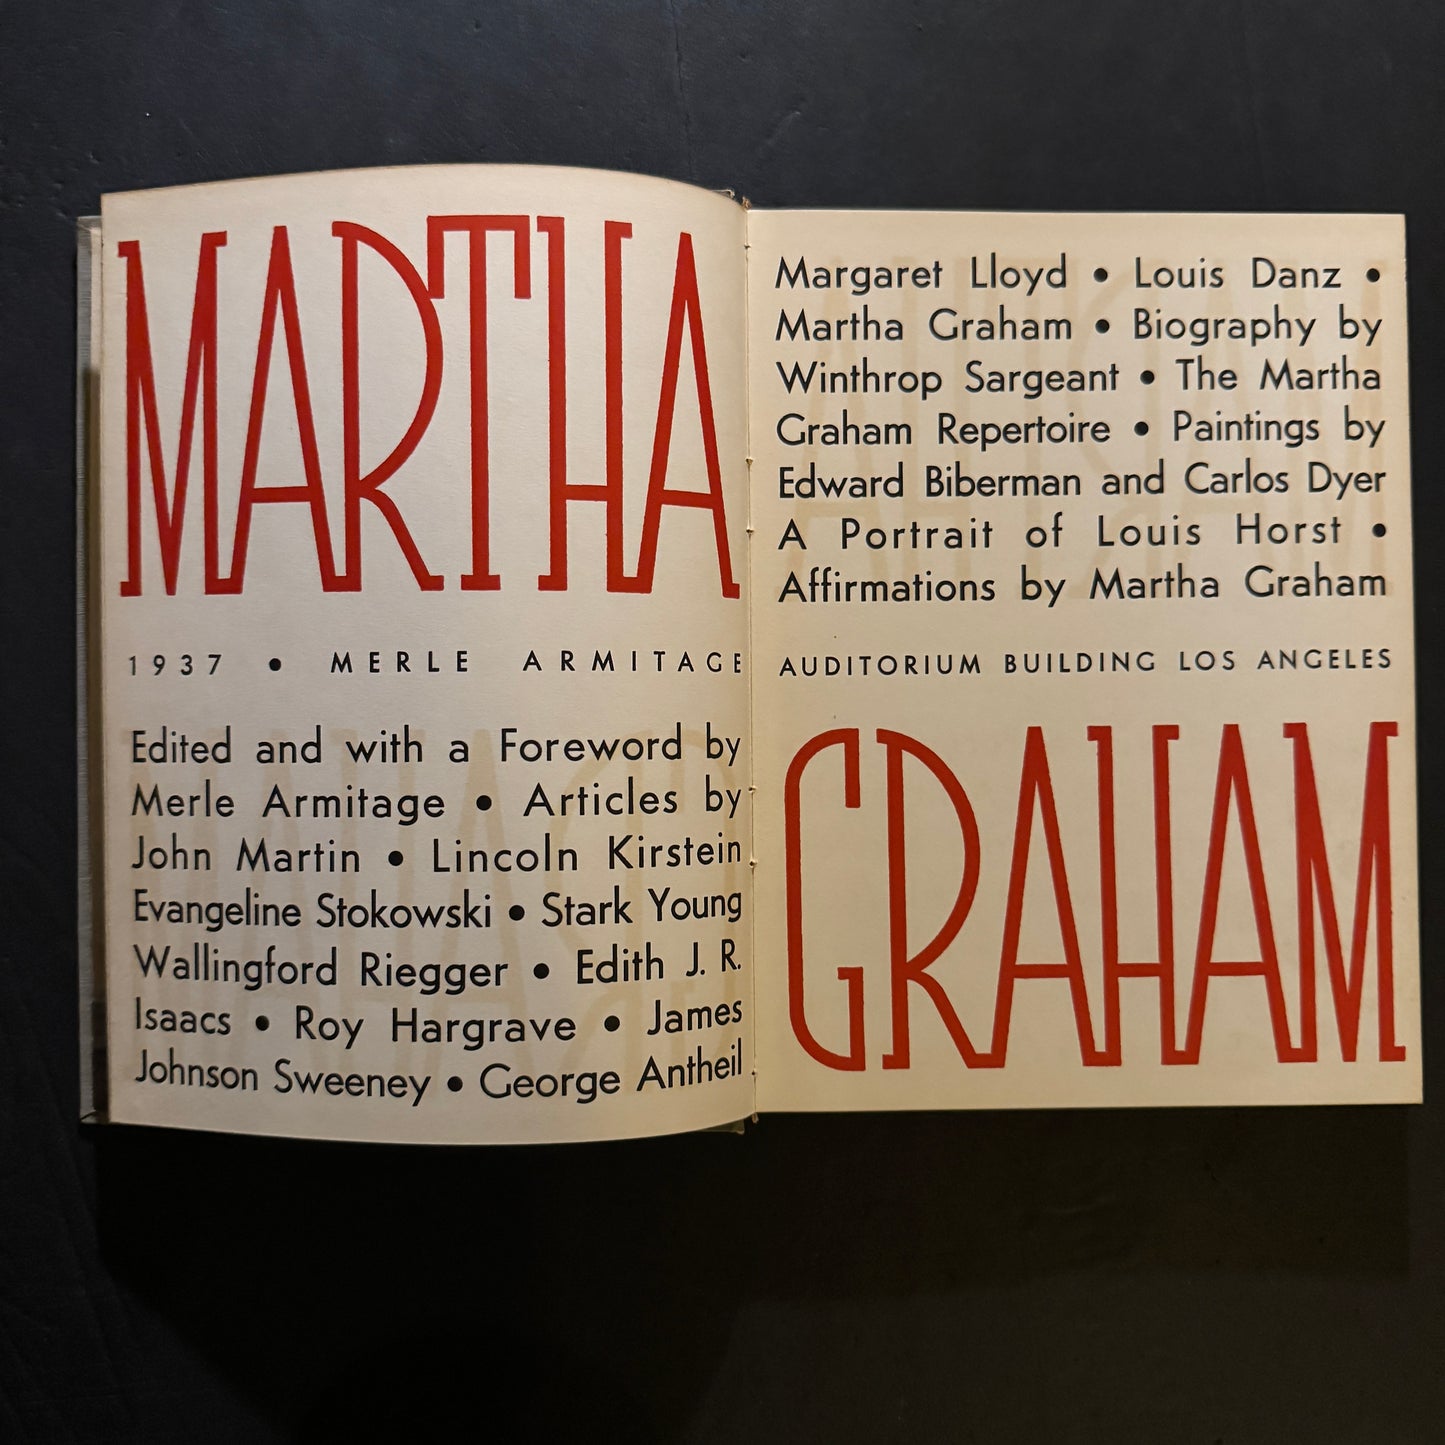 MARTHA
1937 • MERLE ARMITAGE
Edited and with a Foreword by
Merle Armitage • Articles by
John Martin • Lincoln Kirstein
Evangeline Stokowski • Stark Young
Wallingford Riegger • Edith J. R.
Isaacs • Roy Hargrave • James
Johnson Sweeney • George Antheil
Margaret Lloyd • Louis Danz •
Martha Graham • Biography by
Winthrop Sargeant • The Martha
Graham Repertoire • Paintings by
Edward Biberman and Carlos Dyer
A Portrait of Louis Horst •
Affirmations by Martha Graham
AUDITORIUM BUILDING LOS ANGELES
GRAHAM